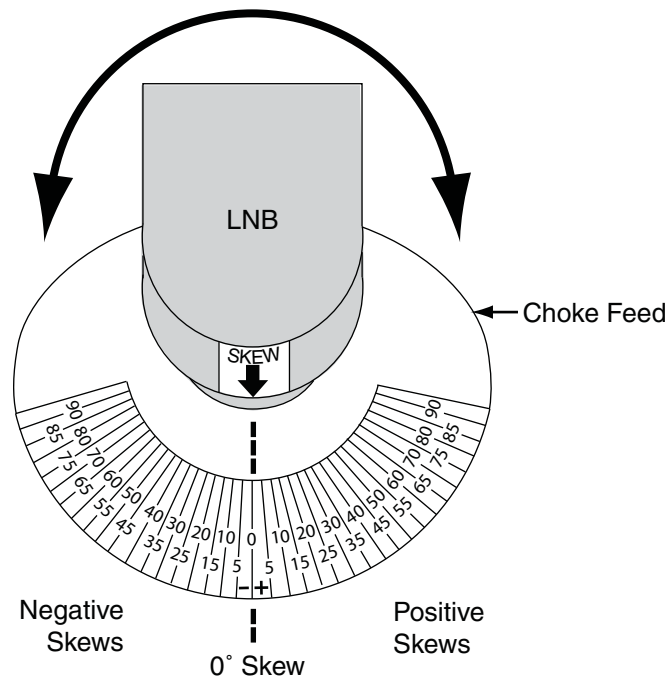 LNB
Choke Feed
SKEW
90 80 70 60 50 40 30 20 10 0 10 20 30 40 50 60 70 80 90
85 75 65 55 45 35 25 15 5 5 15 25 35 45 55 65 75 85
− +
Negative
Skews
Positive
Skews
0° Skew